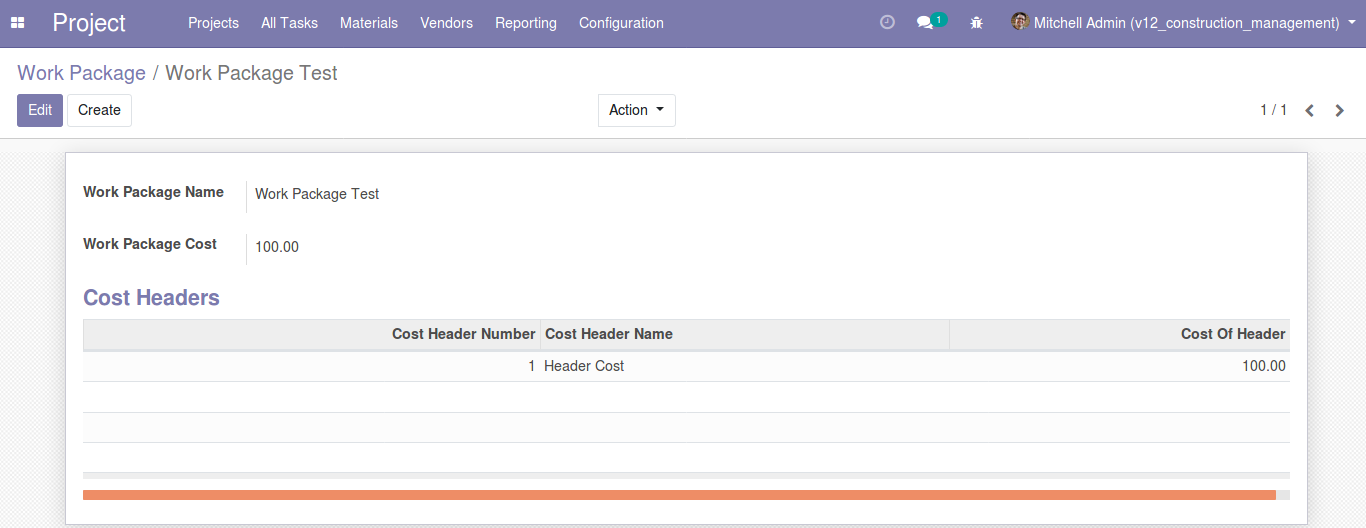 Project Projects All Tasks Materials Vendors Reporting Configuration 1 Mitchell Admin (v12_construction_management)
Work Package / Work Package Test
Edit Create Action 1 / 1
Work Package Name Work Package Test
Work Package Cost 100.00
Cost Headers
Cost Header Number Cost Header Name Cost Of Header
1 Header Cost 100.00